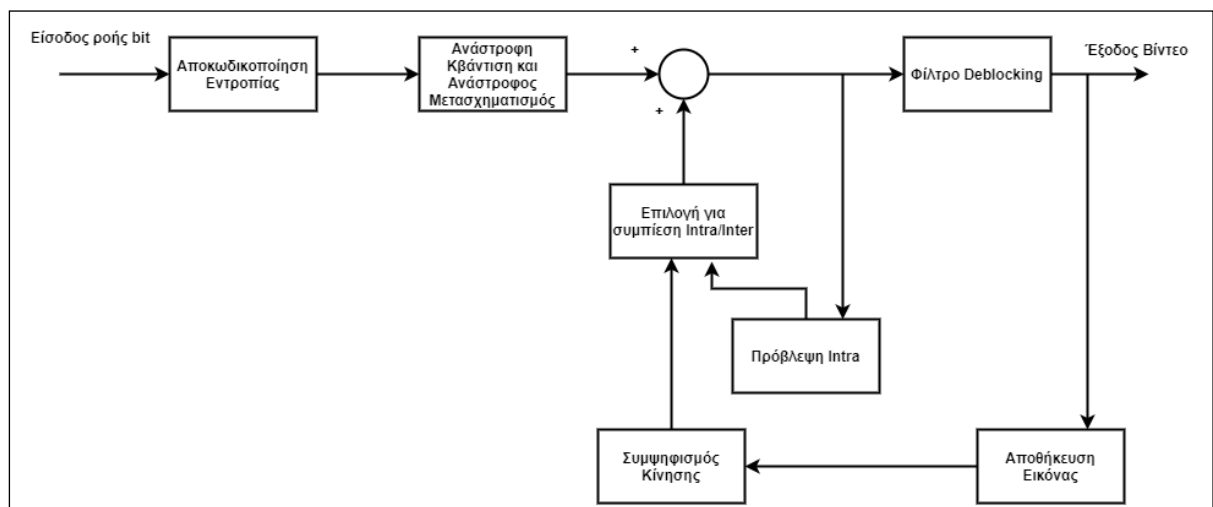 Είσοδος ροής bit
Αποκωδικοποίηση
Εντροπίας
Ανάστροφη
Κβάντιση και
Ανάστροφος
Μετασχηματισμός
+
+
Φίλτρο Deblocking
Έξοδος Βίντεο
Επιλογή για
συμπίεση Intra/Inter
Πρόβλεψη Intra
Συμψηφισμός
Κίνησης
Αποθήκευση
Εικόνας